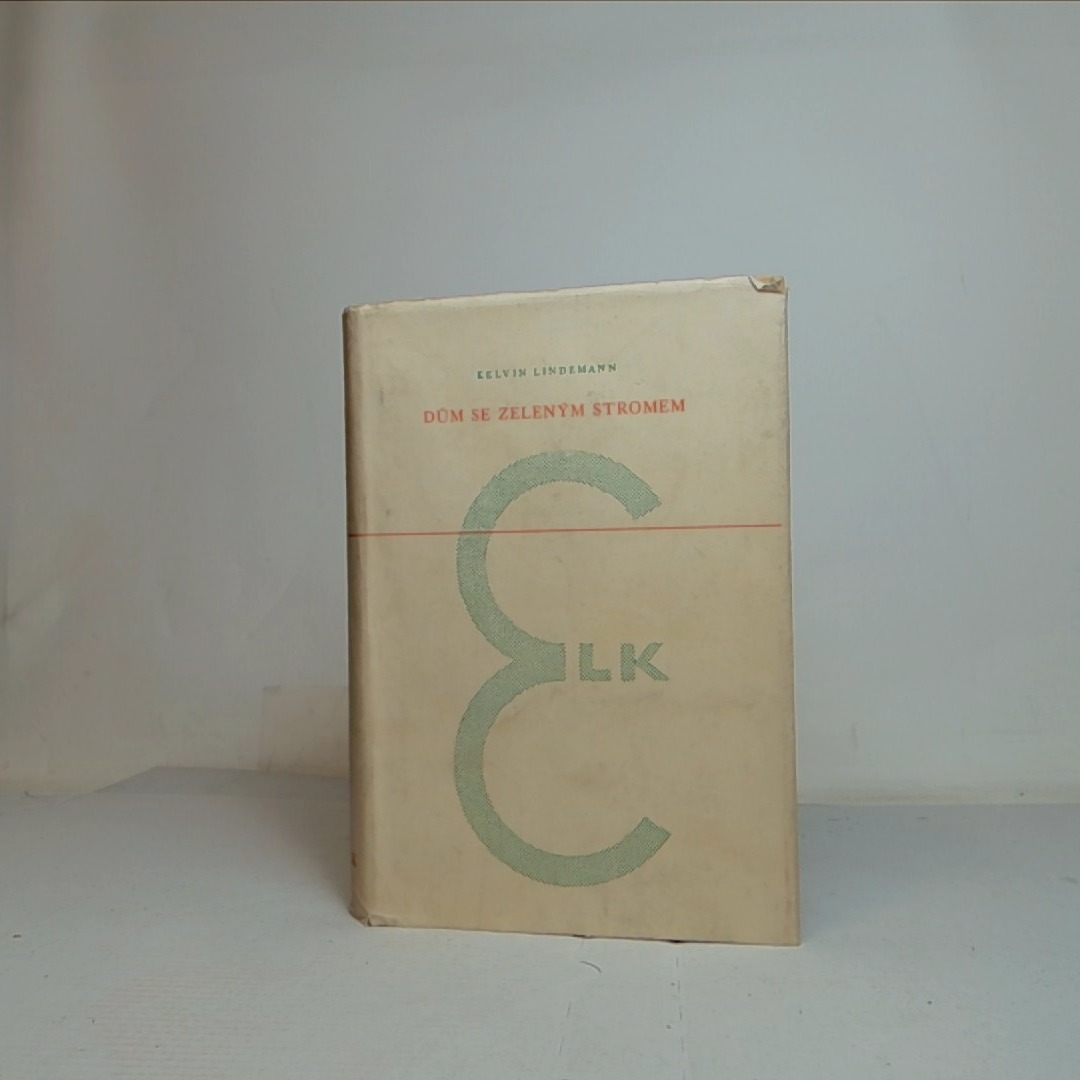 KELVIN LINDEMANN
DŮM SE ZELENÝM STROMEM
ELK